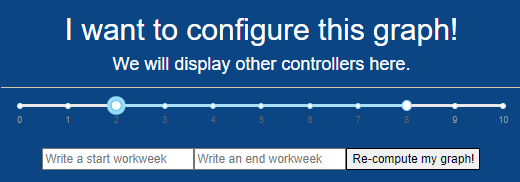 I want to configure this graph!
We will display other controllers here.
0 1 2 3 4 5 6 7 8 9 10
Write a start workweek Write an end workweek Re-compute my graph!